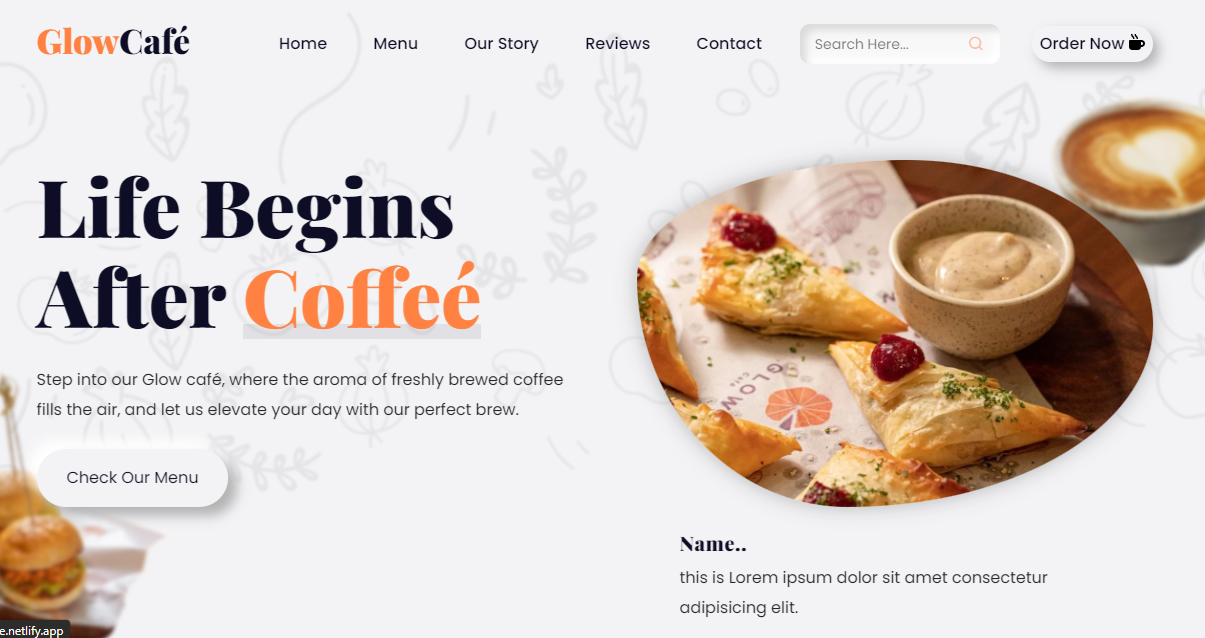 GlowCafé
Home
Menu
Our Story
Reviews
Contact
Search Here...
Order Now
Life Begins
After Coffeé
Step into our Glow café, where the aroma of freshly brewed coffee
fills the air, and let us elevate your day with our perfect brew.
Check Our Menu
GLOW
CAFE
Name..
this is Lorem ipsum dolor sit amet consectetur
adipisicing elit.
e.netlify.app